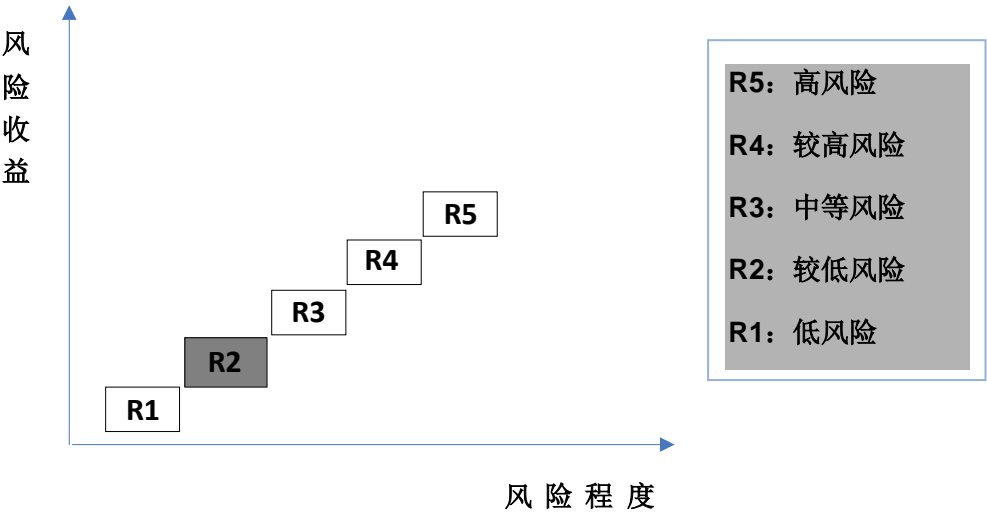 风险收益
R5
R4
R3
R2
R1
风险程度
R5：高风险
R4：较高风险
R3：中等风险
R2：较低风险
R1：低风险